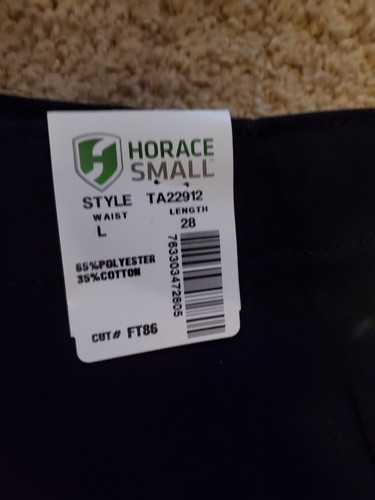 HORACE
SMALL
STYLE TA22912
WAIST LENGTH
L 28
65%POLYESTER
35%COTTON
763303472805
CUT# FT86